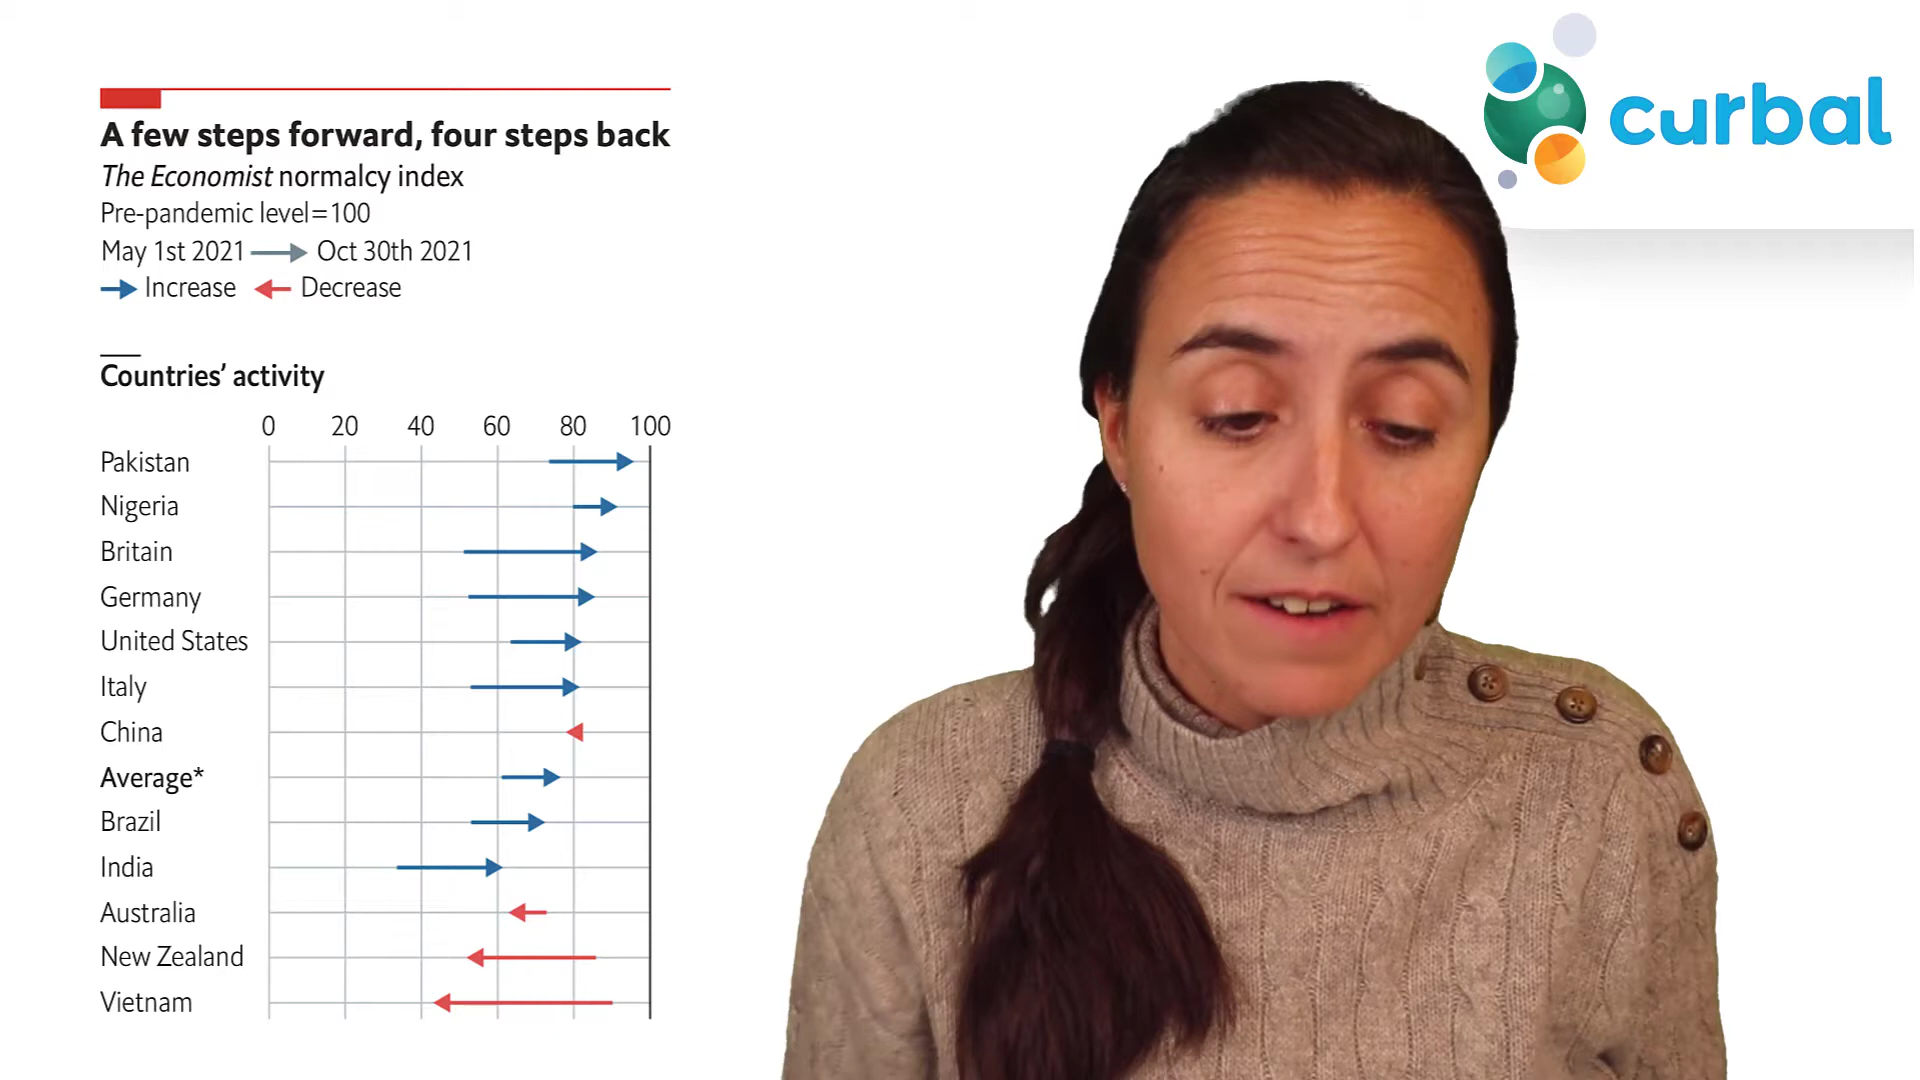 A few steps forward, four steps back
The Economist normalcy index
Pre-pandemic level=100
May 1st 2021 Oct 30th 2021
Increase Decrease
Countries’ activity
0 20 40 60 80 100
Pakistan
Nigeria
Britain
Germany
United States
Italy
China
Average*
Brazil
India
Australia
New Zealand
Vietnam
curbal